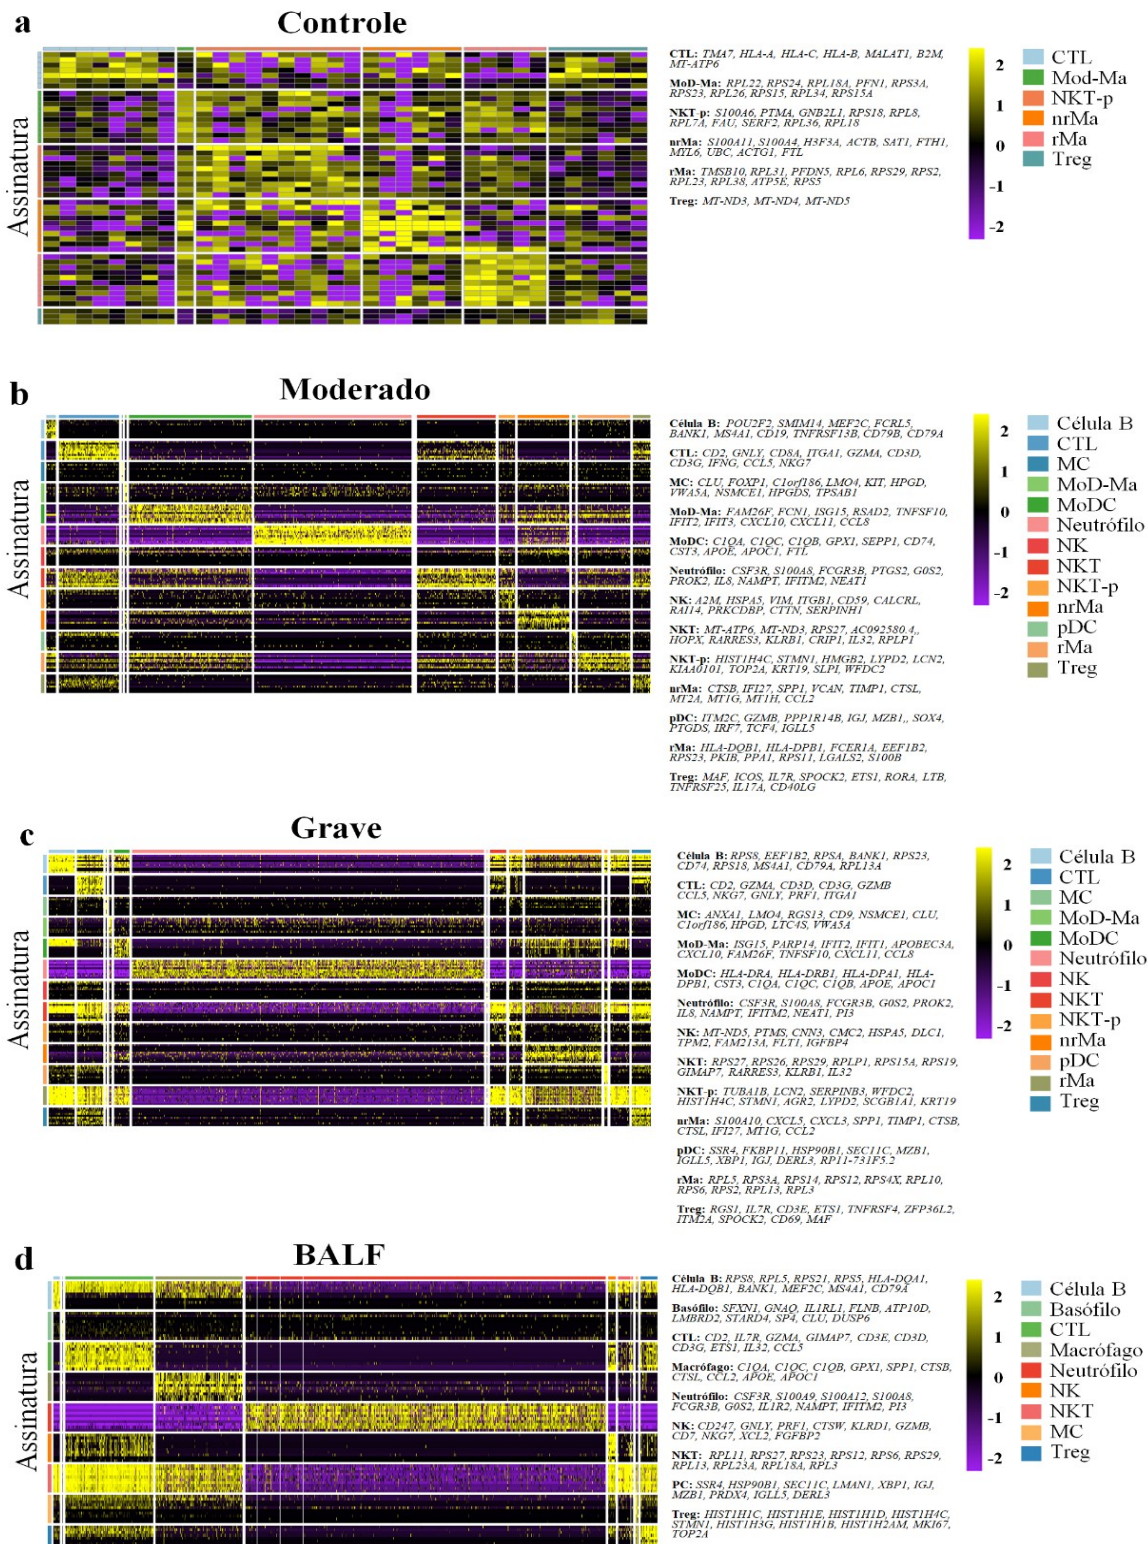 a
Controle
Assinatura
CTL: TMA7, HLA-A, HLA-C, HLA-B, MALAT1, B2M,
MT-ATP6
MoD-Ma: RPL22, RPS24, RPL18A, PFN1, RPS3A,
RPS23, RPL26, RPS15, RPL34, RPS15A
NKT-p: S100A6, PTMA, GNB2L1, RPS18, RPL8,
RPL7A, FAU, SERF2, RPL36, RPL18
nrMa: S100A11, S100A4, H3F3A, ACTB, SAT1, FTH1,
MYL6, UBC, ACTG1, FTL
rMa: TMSB10, RPL31, PFDN5, RPL6, RPS29, RPS2,
RPL23, RPL38, ATP5E, RPS5
Treg: MT-ND3, MT-ND4, MT-ND5
2
1
0
-1
-2
CTL
Mod-Ma
NKT-p
nrMa
rMa
Treg
b
Moderado
Assinatura
Célula B: POU2F2, SMIM14, MEF2C, FCRL5,
BANK1, MS4A1, CD19, TNFRSF13B, CD79B, CD79A
CTL: CD2, GNLY, CD8A, ITGA1, GZMA, CD3D,
CD3G, IFNG, CCL5, NKG7
MC: CLU, FOXP1, C1orf186, LMO4, KIT, HPGD,
VWA5A, NSMCE1, HPGDS, TPSAB1
MoD-Ma: FAM26F, FCN1, ISG15, RSAD2, TNFSF10,
IFIT2, IFIT3, CXCL10, CXCL11, CCL8
MoDC: C1QA, C1QC, C1QB, GPX1, SEPP1, CD74,
CST3, APOE, APOC1, FTL
Neutrófilo: CSF3R, S100A8, FCGR3B, PTGS2, G0S2,
PROK2, IL8, NAMPT, IFITM2, NEAT1
NK: A2M, HSPA5, VIM, ITGB1, CD59, CALCRL,
RAI14, PRKCDBP, CTTN, SERPINH1
NKT: MT-ATP6, MT-ND3, RPS27, AC092580.4,,
HOPX, RARRES3, KLRB1, CRIP1, IL32, RPLP1
NKT-p: HIST1H4C, STMN1, HMGB2, LYPD2, LCN2,
KIAA0101, TOP2A, KRT19, SLPI, WFDC2
nrMa: CTSB, IFI27, SPP1, VCAN, TIMP1, CTSL,
MT2A, MT1G, MT1H, CCL2
pDC: ITM2C, GZMB, PPP1R14B, IGJ, MZB1,, SOX4,
PTGDS, IRF7, TCF4, IGLL5
rMa: HLA-DQB1, HLA-DPB1, FCER1A, EEF1B2,
RPS23, PKIB, PPA1, RPS11, LGALS2, S100B
Treg: MAF, ICOS, IL7R, SPOCK2, ETS1, RORA, LTB,
TNFRSF25, IL17A, CD40LG
2
1
0
-1
-2
Célula B
CTL
MC
MoD-Ma
MoDC
Neutrófilo
NK
NKT
NKT-p
nrMa
pDC
rMa
Treg
c
Grave
Assinatura
Célula B: RPS8, EEF1B2, RPSA, BANK1, RPS23,
CD74, RPS18, MS4A1, CD79A, RPL13A
CTL: CD2, GZMA, CD3D, CD3G, GZMB
CCL5, NKG7, GNLY, PRF1, ITGA1
MC: ANXA1, LMO4, RGS13, CD9, NSMCE1, CLU,
C1orf186, HPGD, LTC4S, VWA5A
MoD-Ma: ISG15, PARP14, IFIT2, IFIT1, APOBEC3A,
CXCL10, FAM26F, TNFSF10, CXCL11, CCL8
MoDC: HLA-DRA, HLA-DRB1, HLA-DPA1, HLA-
DPB1, CST3, C1QA, C1QC, C1QB, APOE, APOC1
Neutrófilo: CSF3R, S100A8, FCGR3B, G0S2, PROK2,
IL8, NAMPT, IFITM2, NEAT1, PI3
NK: MT-ND5, PTMS, CNN3, CMC2, HSPA5, DLC1,
TPM2, FAM213A, FLT1, IGFBP4
NKT: RPS27, RPS26, RPS29, RPLP1, RPS15A, RPS19,
GIMAP7, RARRES3, KLRB1, IL32
NKT-p: TUBA1B, LCN2, SERPINB3, WFDC2,
HIST1H4C, STMN1, AGR2, LYPD2, SCGB1A1, KRT19
nrMa: S100A10, CXCL5, CXCL3, SPP1, TIMP1, CTSB,
CTSL, IFI27, MT1G, CCL2
pDC: SSR4, FKBP11, HSP90B1, SEC11C, MZB1,
IGLL5, XBP1, IGJ, DERL3, RP11-731F5.2
rMa: RPL5, RPS3A, RPS14, RPS12, RPS4X, RPL10,
RPS6, RPS2, RPL13, RPL3
Treg: RGS1, IL7R, CD3E, ETS1, TNFRSF4, ZFP36L2,
ITM2A, SPOCK2, CD69, MAF
2
1
0
-1
-2
Célula B
CTL
MC
MoD-Ma
MoDC
Neutrófilo
NK
NKT
NKT-p
nrMa
pDC
rMa
Treg
d
BALF
Assinatura
Célula B: RPS8, RPL5, RPS21, RPS5, HLA-DQA1,
HLA-DQB1, BANK1, MEF2C, MS4A1, CD79A
Basófilo: SFXN1, GNAQ, IL1RL1, FLNB, ATP10D,
LMBRD2, STARD4, SP4, CLU, DUSP6
CTL: CD2, IL7R, GZMA, GIMAP7, CD3E, CD3D,
CD3G, ETS1, IL32, CCL5
Macrófago: C1QA, C1QC, C1QB, GPX1, SPP1, CTSB,
CTSL, CCL2, APOE, APOC1
Neutrófilo: CSF3R, S100A9, S100A12, S100A8,
FCGR3B, G0S2, IL1R2, NAMPT, IFITM2, PI3
NK: CD247, GNLY, PRF1, CTSW, KLRD1, GZMB,
CD7, NKG7, XCL2, FGFBP2
NKT: RPL11, RPS27, RPS23, RPS12, RPS6, RPS29,
RPL13, RPL23A, RPL18A, RPL3
PC: SSR4, HSP90B1, SEC11C, LMAN1, XBP1, IGJ,
MZB1, PRDX4, IGLL5, DERL3
Treg: HIST1H1C, HIST1H1E, HIST1H1D, HIST1H4C,
STMN1, HIST1H3G, HIST1H1B, HIST1H2AM, MKI67,
TOP2A
2
1
0
-1
-2
Célula B
Basófilo
CTL
Macrófago
Neutrófilo
NK
NKT
MC
Treg